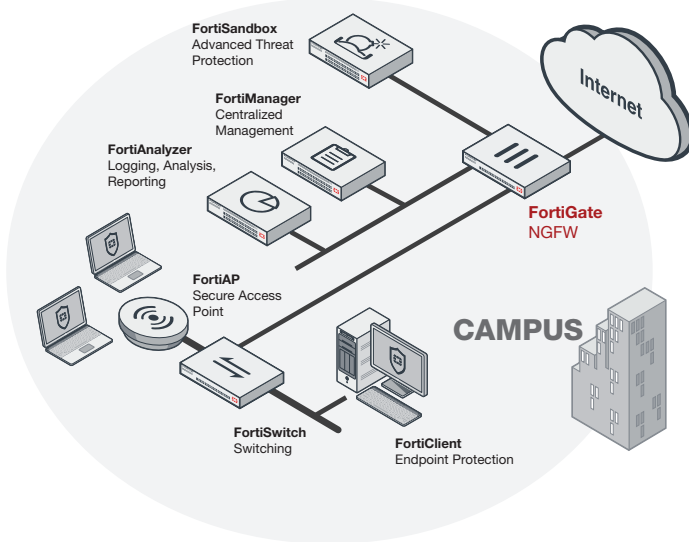 FortiSandbox
Advanced Threat
Protection
FortiManager
Centralized
Management
FortiAnalyzer
Logging, Analysis,
Reporting
Internet
FortiGate
NGFW
FortiAP
Secure Access
Point
CAMPUS
FortiSwitch
Switching
FortiClient
Endpoint Protection